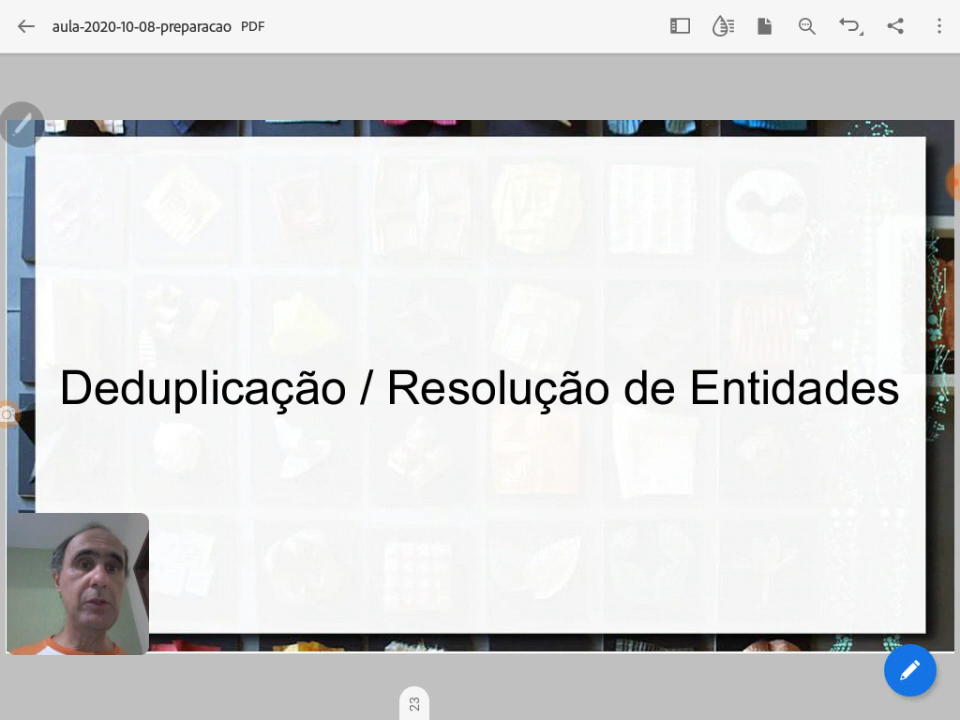 aula-2020-10-08-preparacao PDF
Deduplicação / Resolução de Entidades
23